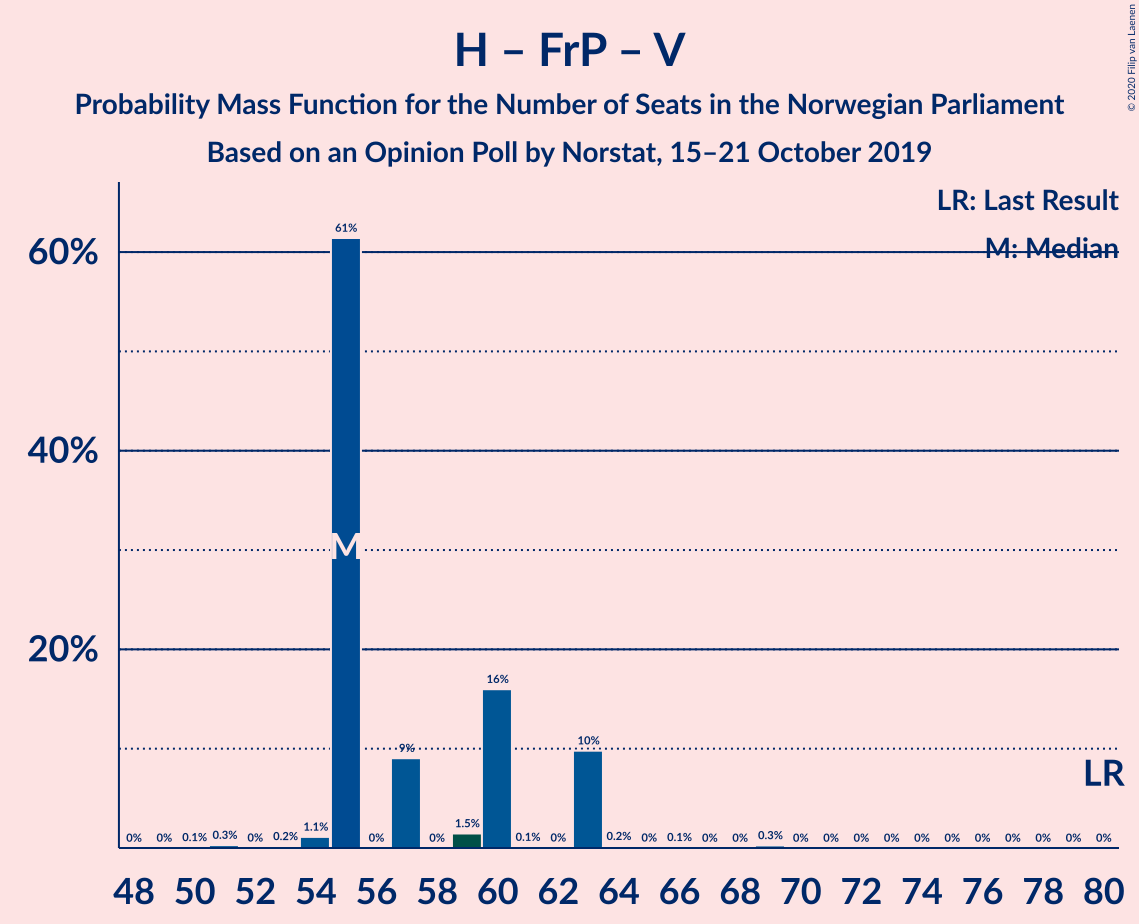 © 2020 Filip van Laenen
H – FrP – V
Probability Mass Function for the Number of Seats in the Norwegian Parliament
Based on an Opinion Poll by Norstat, 15–21 October 2019
LR: Last Result
M: Median
60%
40%
20%
0% 0% 0.1% 0.3% 0% 0.2% 1.1% 61% 0% 9% 0% 1.5% 16% 0.1% 0% 10% 0.2% 0% 0.1% 0% 0% 0.3% 0% 0% 0% 0% 0% 0% 0% 0% 0% 0% 0%
M
LR
48 50 52 54 56 58 60 62 64 66 68 70 72 74 76 78 80